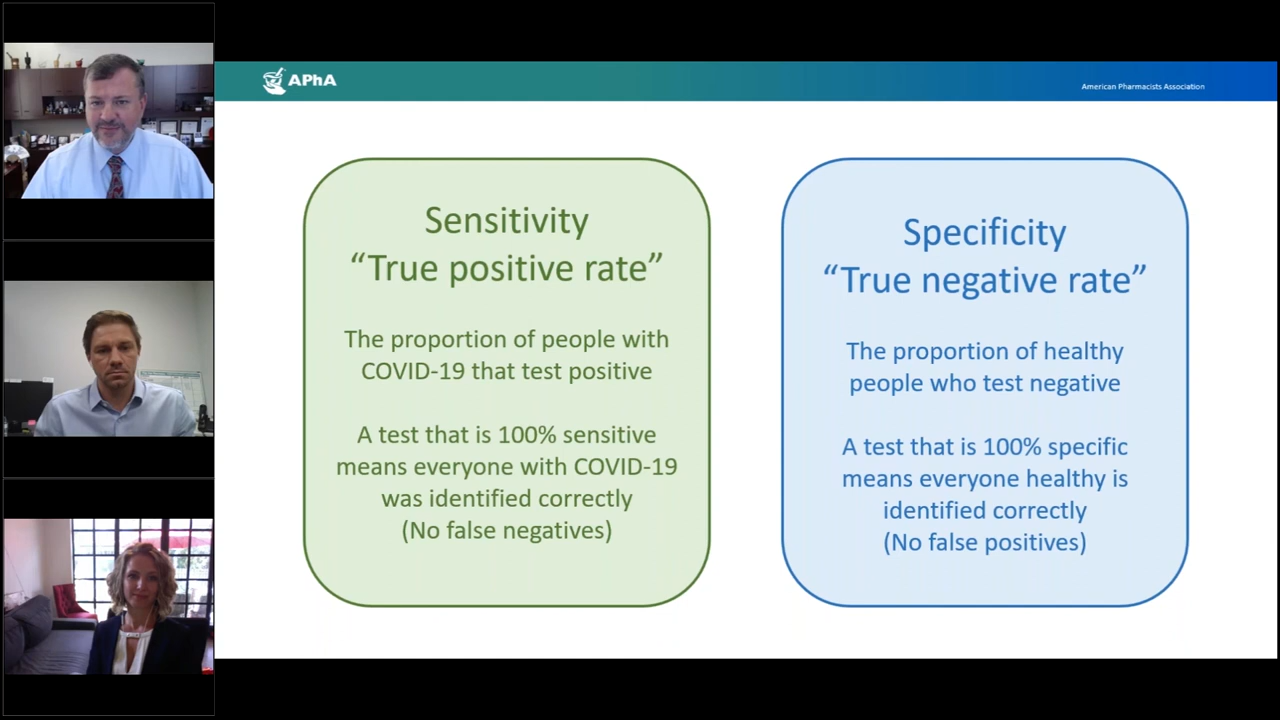 APhA
American Pharmacists Association
Sensitivity
“True positive rate”
The proportion of people with
COVID-19 that test positive
A test that is 100% sensitive
means everyone with COVID-19
was identified correctly
(No false negatives)
Specificity
“True negative rate”
The proportion of healthy
people who test negative
A test that is 100% specific
means everyone healthy is
identified correctly
(No false positives)